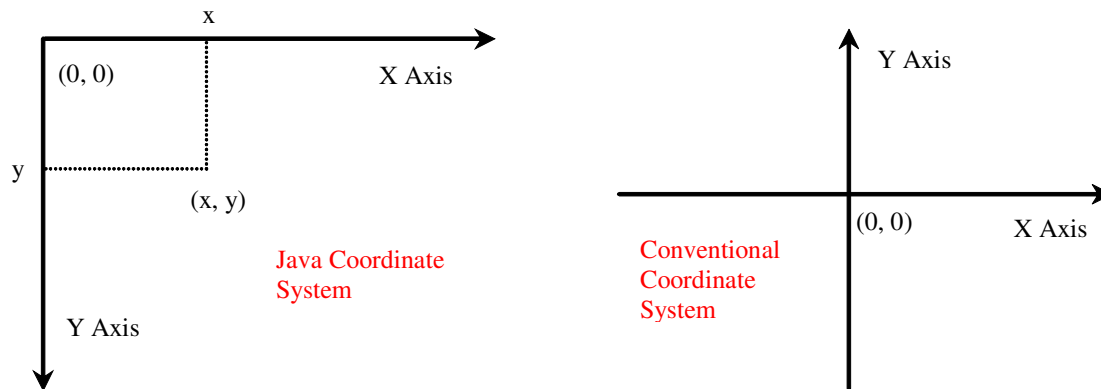 x
(0, 0)
X Axis
y
(x, y)
Java Coordinate
System
Y Axis
Y Axis
(0, 0)
X Axis
Conventional
Coordinate
System